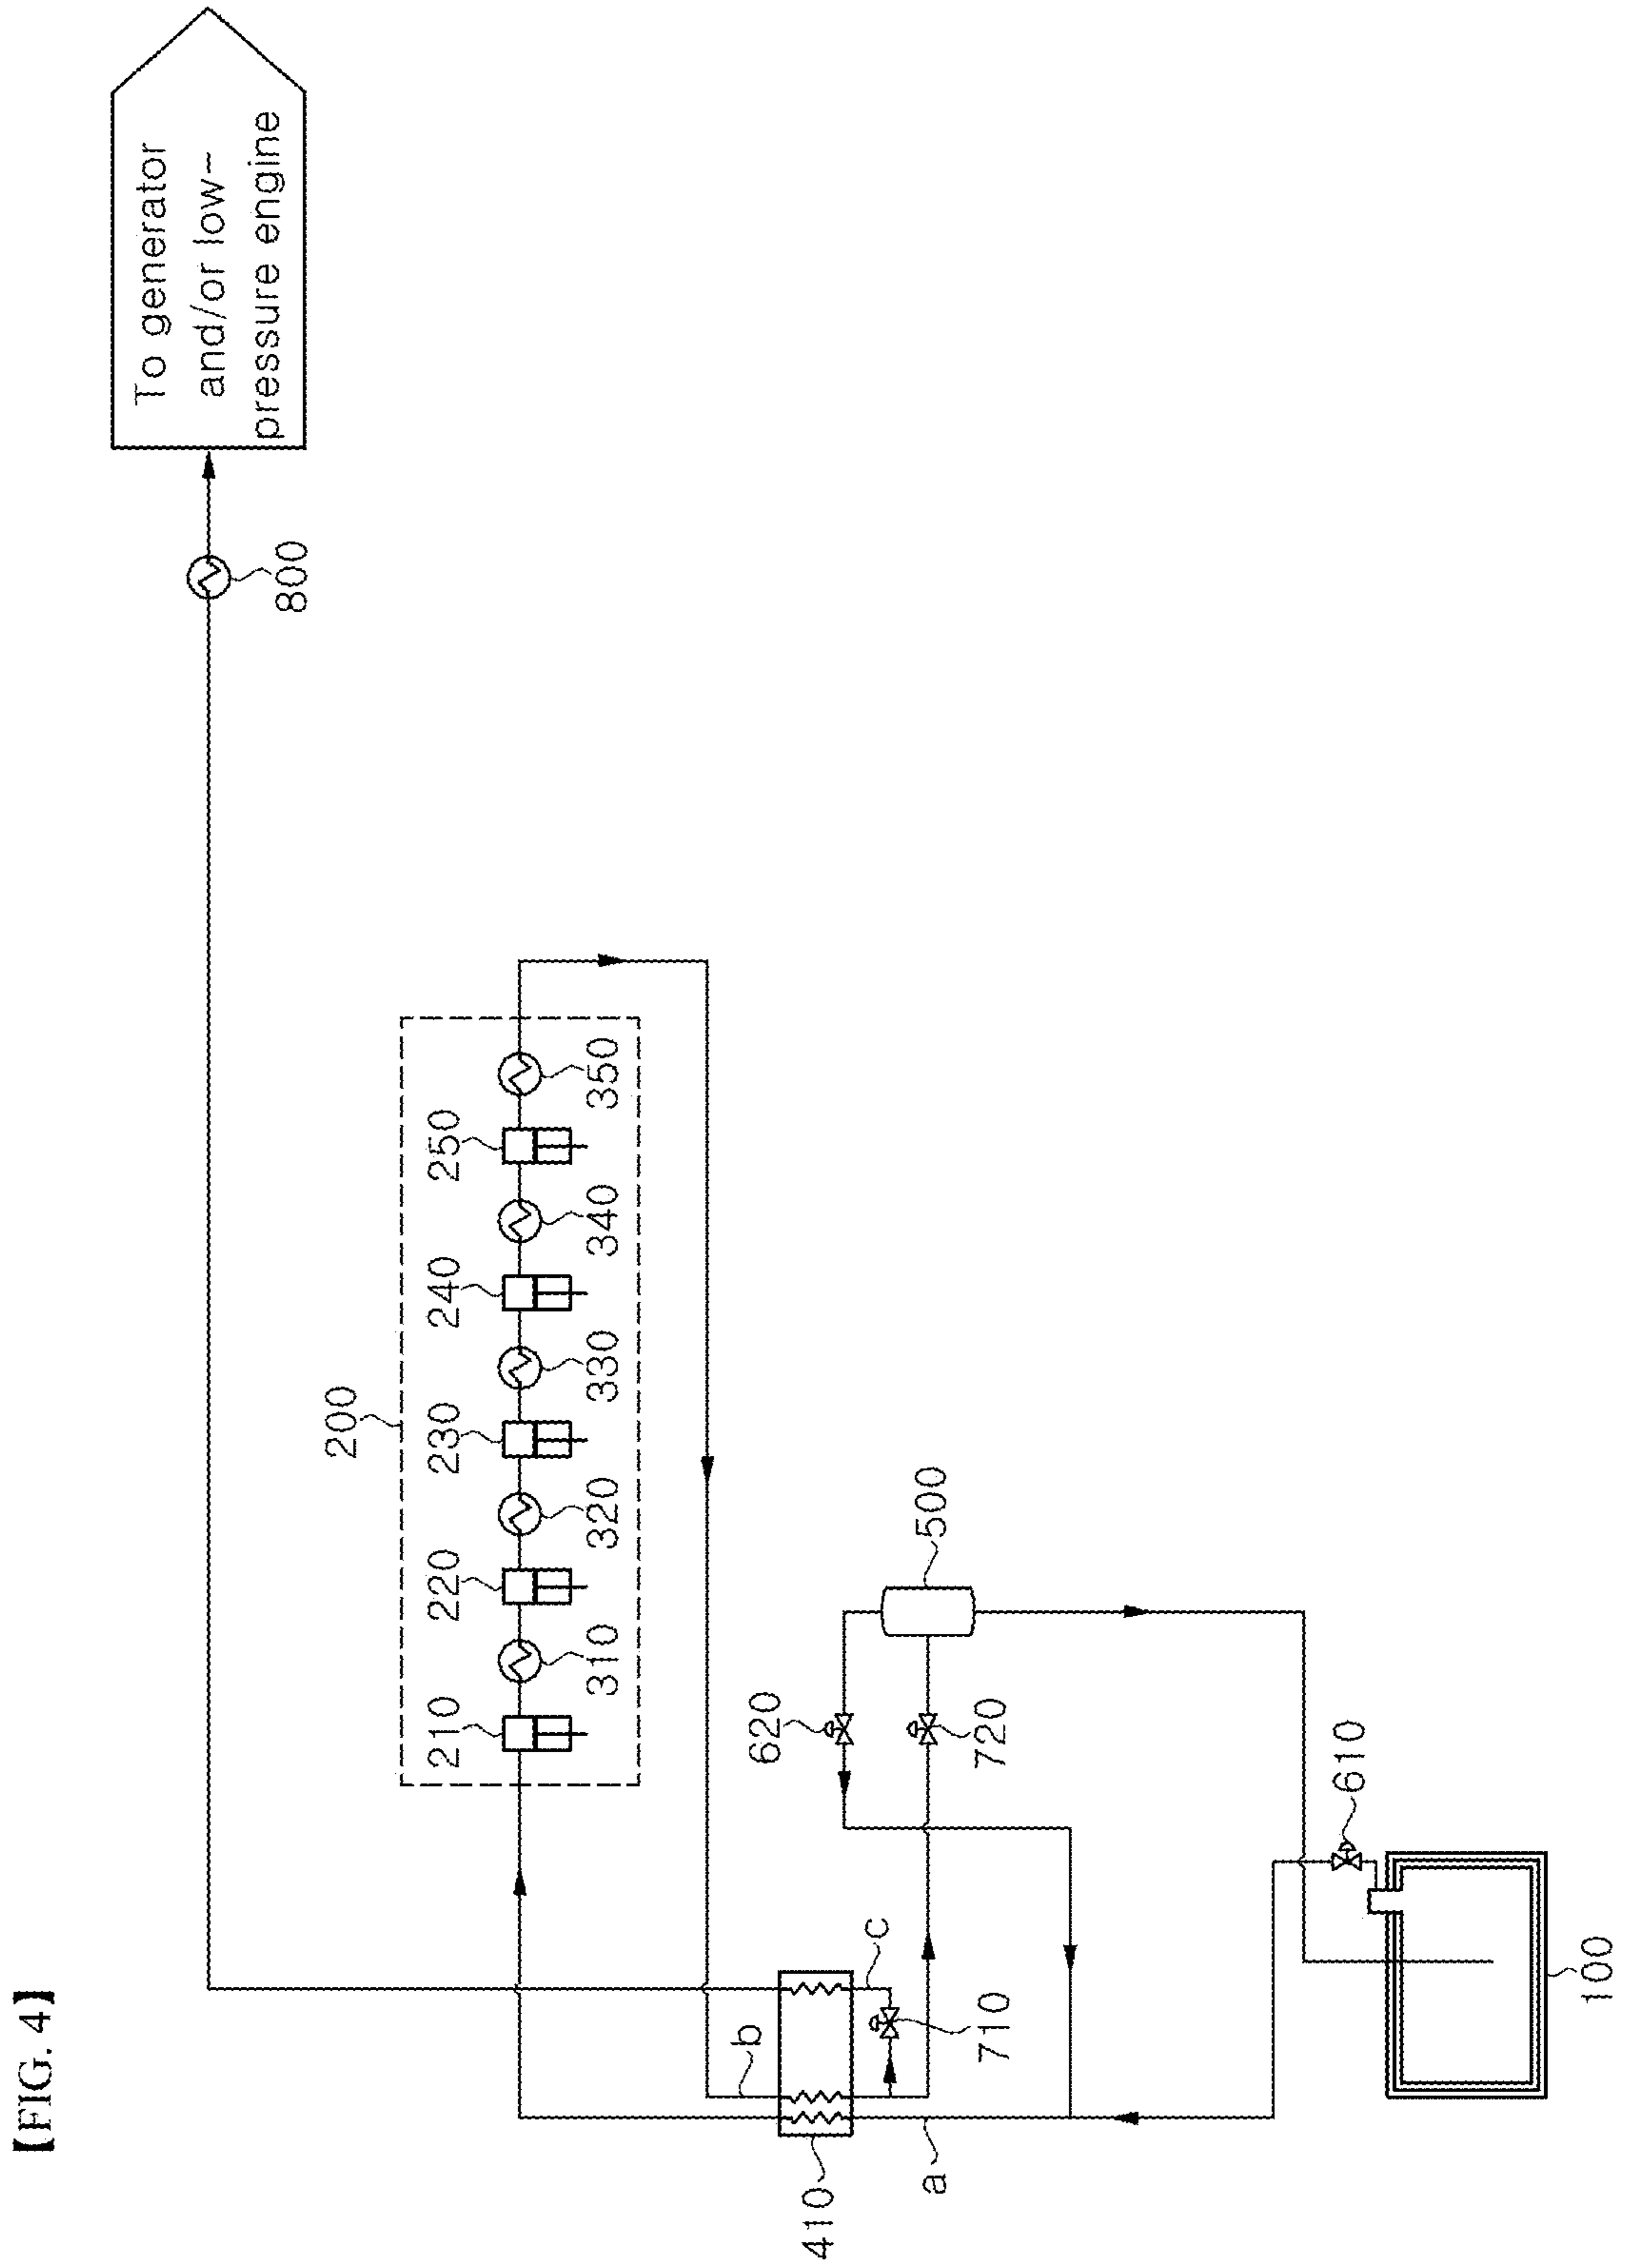 【FIG. 4】
To generator
and/or low-
pressure engine
800
200
210
220
230
240
250
310
320
330
340
350
b
c
620
500
410
710
720
a
610
100